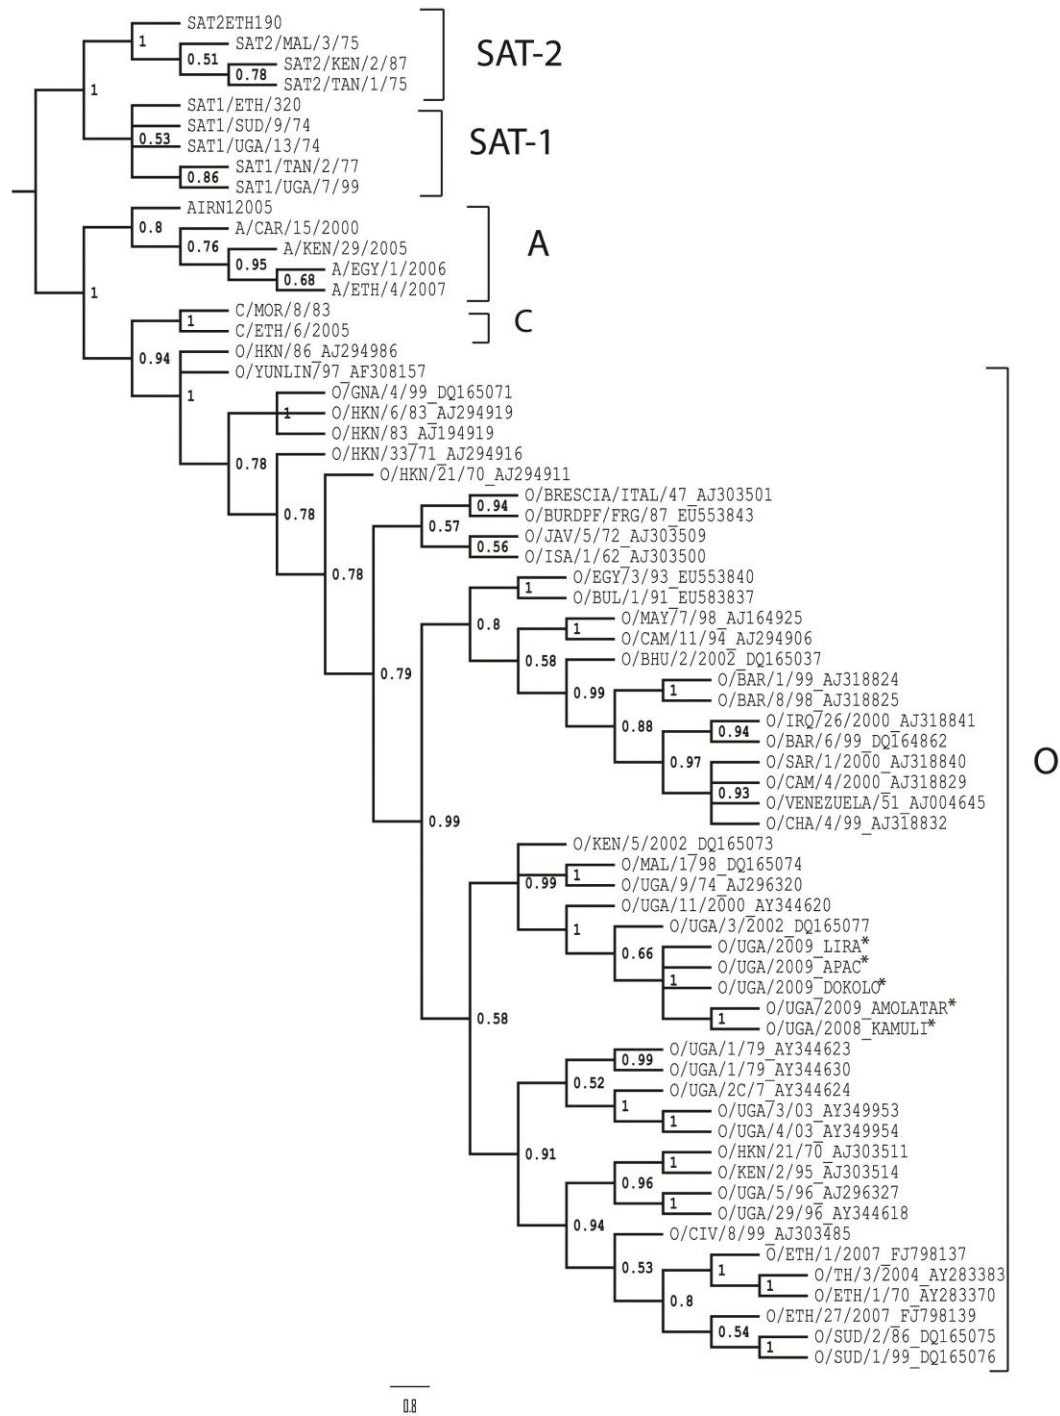 SAT2ETH190
1
SAT2/MAL/3/75
0.51
SAT2/KEN/2/87
0.78
SAT2/TAN/1/75
SAT-2
1
SAT1/ETH/320
SAT1/SUD/9/74
0.53
SAT1/UGA/13/74
SAT1/TAN/2/77
0.86
SAT1/UGA/7/99
SAT-1
AIRN12005
0.8
A/CAR/15/2000
0.76
A/KEN/29/2005
0.95
A/EGY/1/2006
0.68
A/ETH/4/2007
A
1
C/MOR/8/83
1
C/ETH/6/2005
C
0.94
O/HKN/86_AJ294986
O/YUNLIN/97_AF308157
1
O/GNA/4/99_DQ165071
O/HKN/6/83_AJ294919
1
O/HKN/83_AJ194919
O/HKN/33/71_AJ294916
0.78
O/HKN/21/70_AJ294911
O/BRESCIA/ITAL/47_AJ303501
0.94
O/BURDPF/FRG/87_EU553843
0.78
0.57
O/JAV/5/72_AJ303509
0.56
O/ISA/1/62_AJ303500
0.78
O/EGY/3/93_EU553840
1
O/BUL/1/91_EU583837
0.8
O/MAY/7/98_AJ164925
1
O/CAM/11/94_AJ294906
0.58
O/BHU/2/2002_DQ165037
0.79
O/BAR/1/99_AJ318824
1
O/BAR/8/98_AJ318825
0.99
O/IRQ/26/2000_AJ318841
0.94
O/BAR/6/99_DQ164862
0.88
O/SAR/1/2000_AJ318840
0.97
O/CAM/4/2000_AJ318829
0.93
O/VENEZUELA/51_AJ004645
O/CHA/4/99_AJ318832
O
0.99
O/KEN/5/2002_DQ165073
O/MAL/1/98_DQ165074
0.99
1
O/UGA/9/74_AJ296320
O/UGA/11/2000_AY344620
1
O/UGA/3/2002_DQ165077
O/UGA/2009_LIRA*
0.66
O/UGA/2009_APAC*
1
O/UGA/2009_DOKOLO*
O/UGA/2009_AMOLATAR*
0.58
1
O/UGA/2008_KAMULI*
O/UGA/1/79_AY344623
0.99
O/UGA/1/79_AY344630
0.52
O/UGA/2C/7_AY344624
1
O/UGA/3/03_AY349953
1
O/UGA/4/03_AY349954
0.91
O/HKN/21/70_AJ303511
1
O/KEN/2/95_AJ303514
0.96
O/UGA/5/96_AJ296327
1
O/UGA/29/96_AY344618
0.94
O/CIV/8/99_AJ303485
O/ETH/1/2007_FJ798137
0.53
1
O/TH/3/2004_AY283383
1
O/ETH/1/70_AY283370
0.8
O/ETH/27/2007_FJ798139
0.54
O/SUD/2/86_DQ165075
1
O/SUD/1/99_DQ165076
0.8